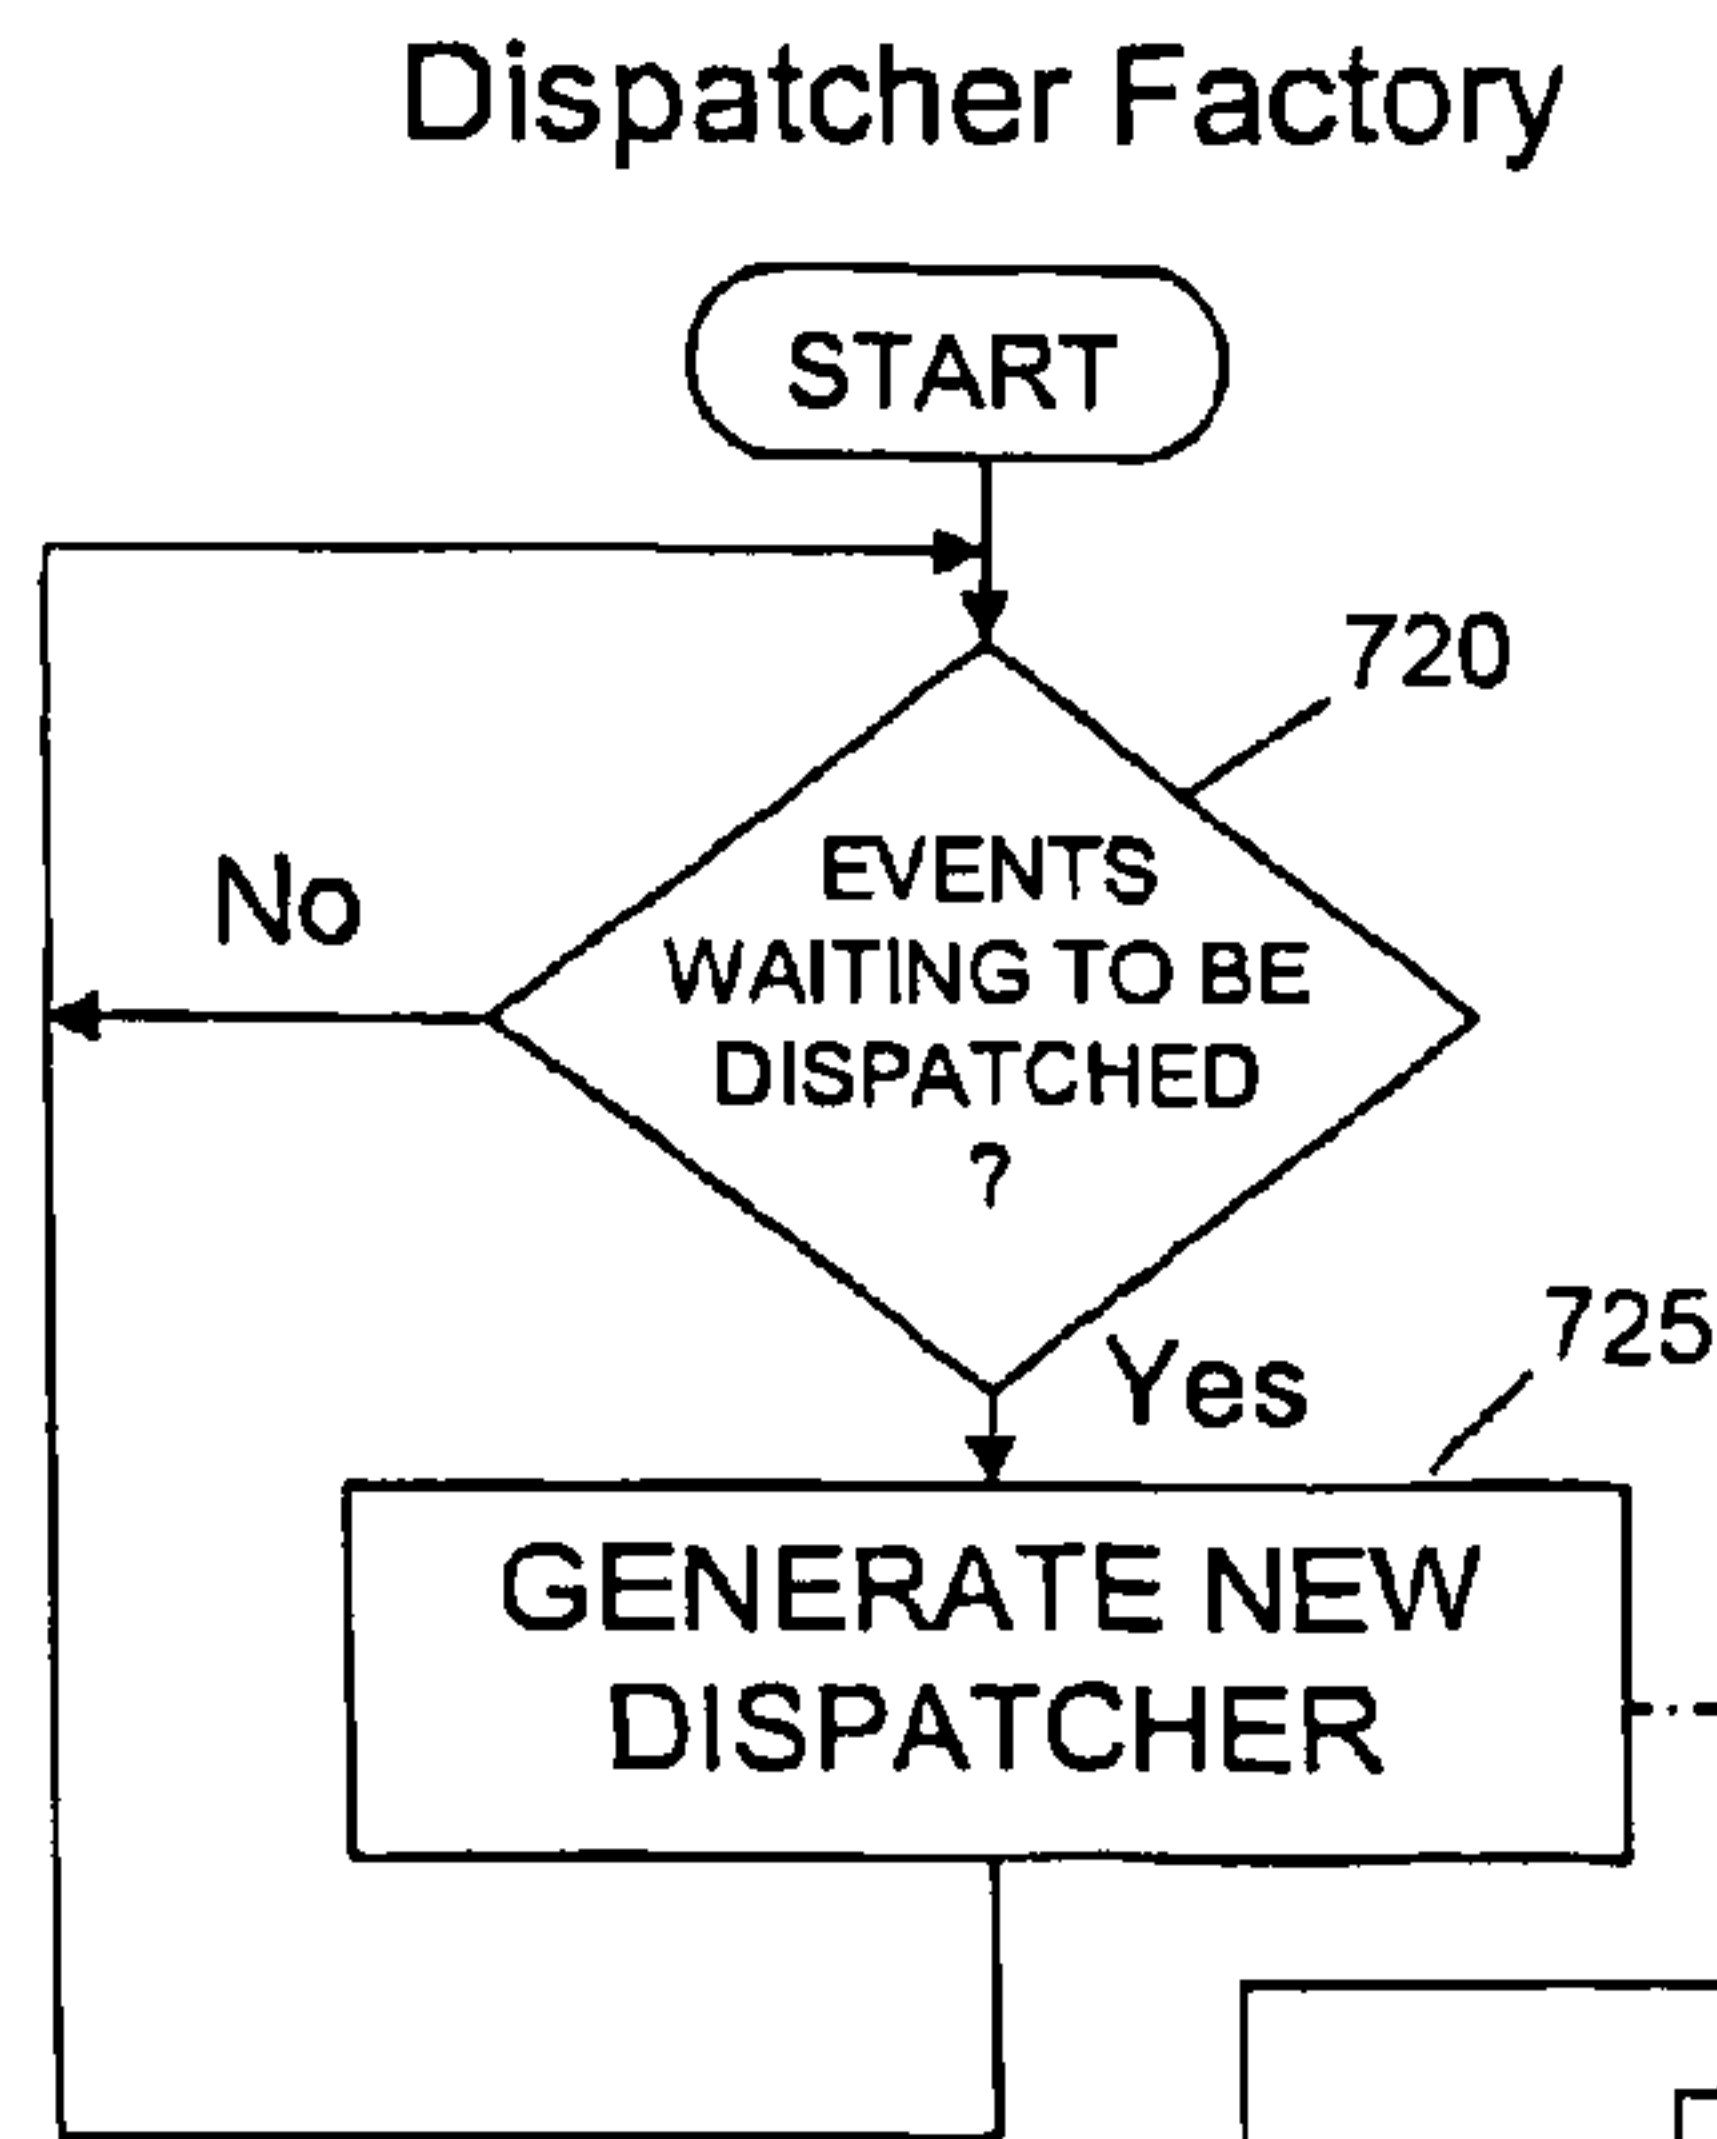 Dispatcher Factory
START
720
EVENTS
WAITING TO BE
DISPATCHED
?
No
Yes
725
GENERATE NEW
DISPATCHER